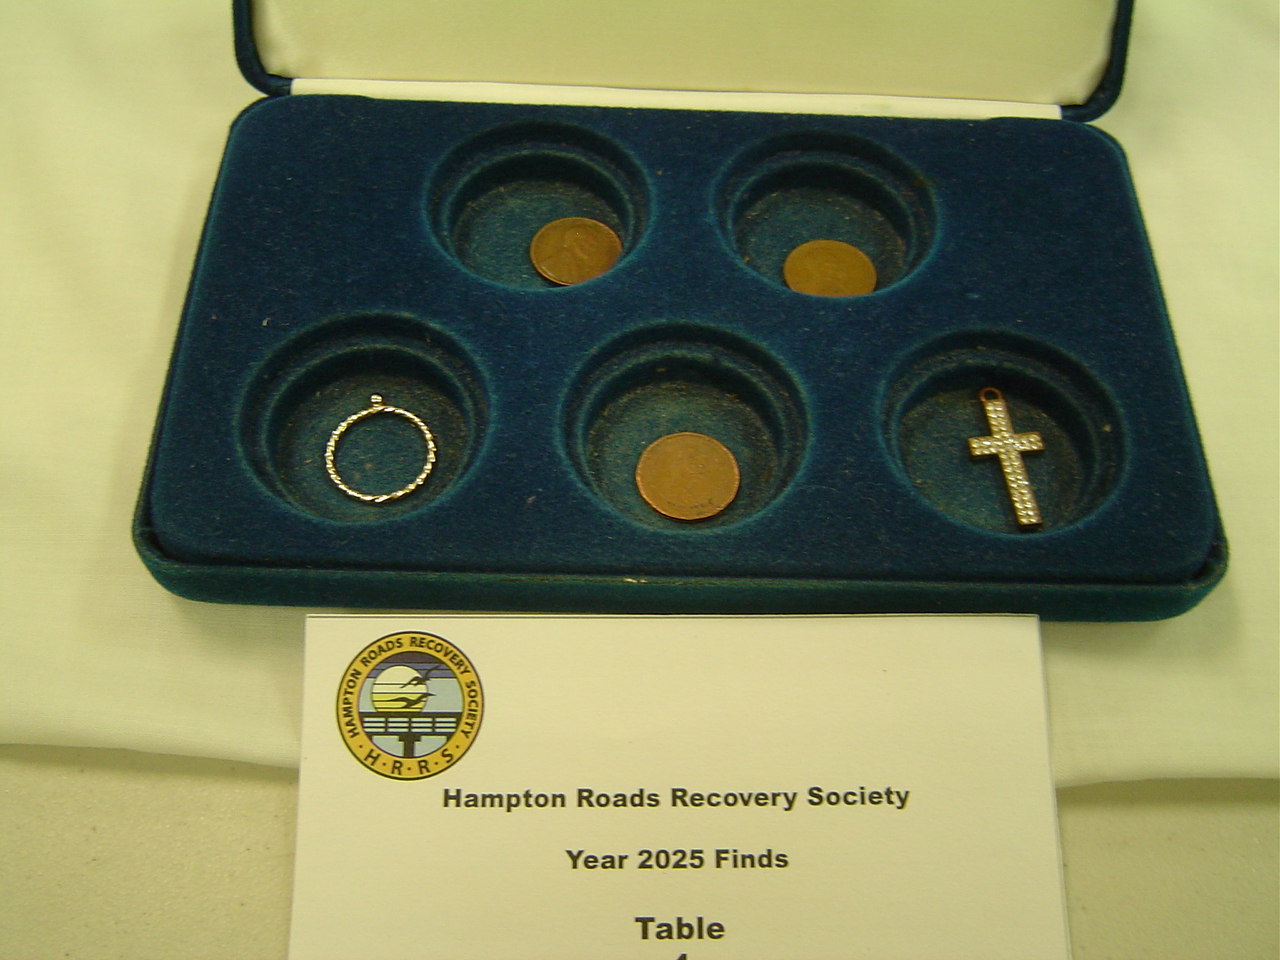 HAMPTON ROADS RECOVERY SOCIETY
· H · R · R · S ·
Hampton Roads Recovery Society
Year 2025 Finds
Table